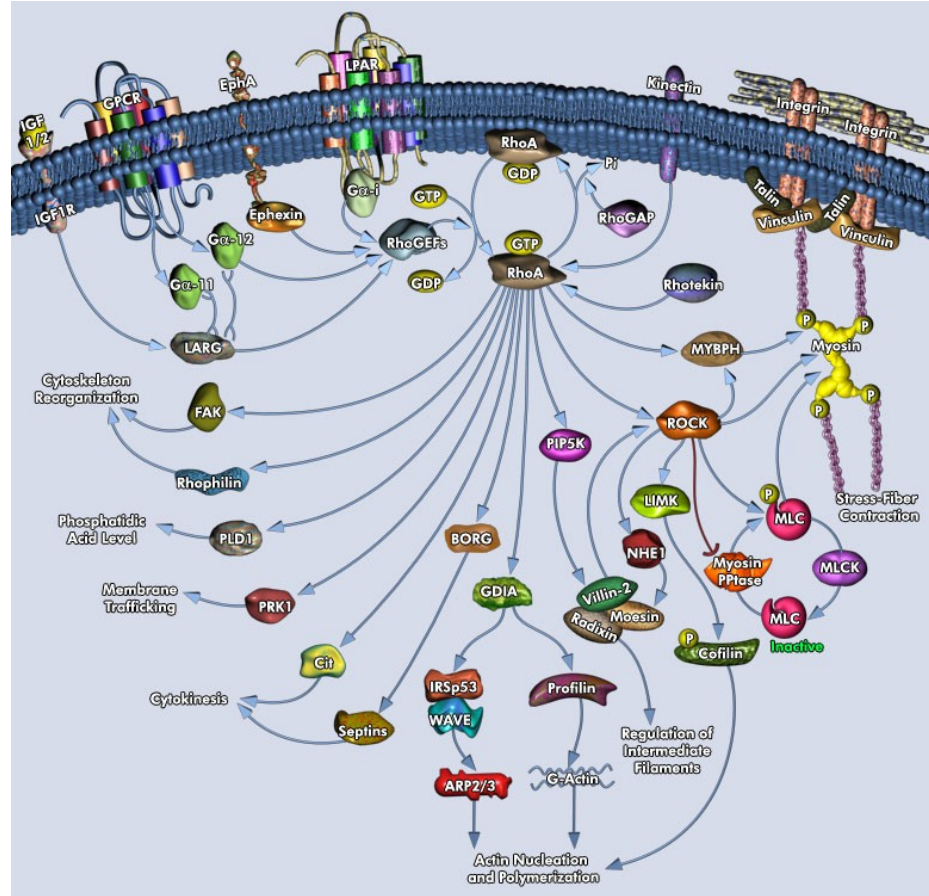 IGF
1/2
IGF1R
GPCR
EphA
LPAR
Kinectin
Integrin
Integrin
Talin
Vinculin
Talin
Vinculin
RhoA
GDP
Pi
Gα-i
GTP
RhoGAP
Ephexin
Gα-12
RhoGEFs
GTP
RhoA
Gα-11
GDP
Rhotekin
P
P
LARG
MYBPH
Myosin
Cytoskeleton
Reorganization
FAK
P
P
ROCK
PIP5K
Rhophilin
LIMK
P
MLC
Stress-Fiber
Contraction
Phosphatidic
Acid Level
PLD1
BORG
NHE1
Myosin
PPtase
MLCK
Membrane
Trafficking
PRK1
GDIA
Villin-2
Radixin
Moesin
MLC
Inactive
P
Cofilin
Cit
IRSp53
WAVE
Profilin
Cytokinesis
Septins
Regulation of
Intermediate
Filaments
ARP2/3
G-Actin
Actin Nucleation
and Polymerization